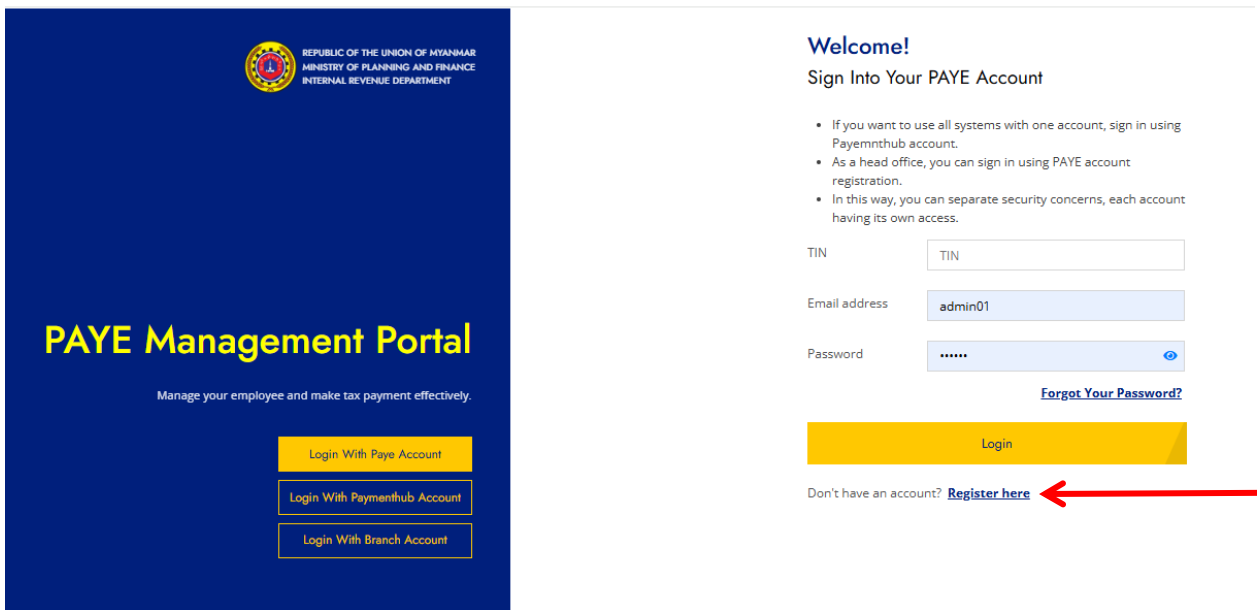 REPUBLIC OF THE UNION OF MYANMAR
MINISTRY OF PLANNING AND FINANCE
INTERNAL REVENUE DEPARTMENT
PAYE Management Portal
Manage your employee and make tax payment effectively.
Login With Paye Account
Login With Paymenthub Account
Login With Branch Account
Welcome!
Sign Into Your PAYE Account
• If you want to use all systems with one account, sign in using
Payemnthub account.
• As a head office, you can sign in using PAYE account
registration.
• In this way, you can separate security concerns, each account
having its own access.
TIN
TIN
Email address
admin01
Password
••••••
Forgot Your Password?
Login
Don't have an account? Register here